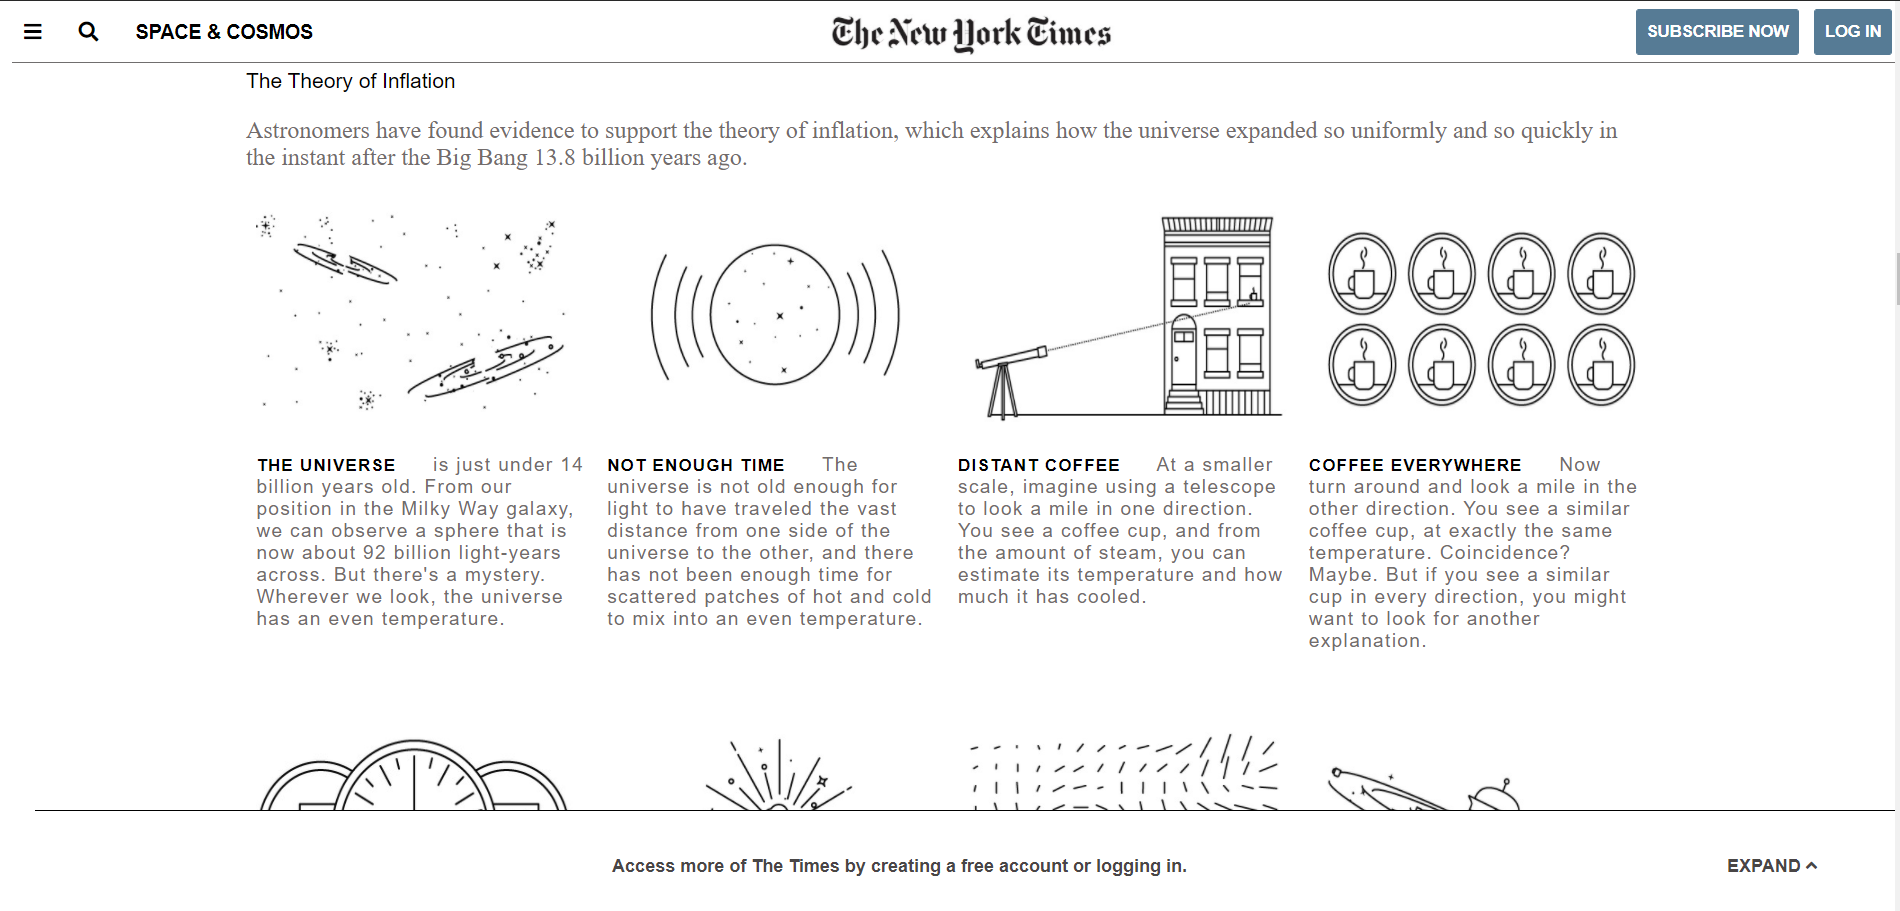 SPACE & COSMOS
The New York Times
SUBSCRIBE NOW
LOG IN
The Theory of Inflation
Astronomers have found evidence to support the theory of inflation, which explains how the universe expanded so uniformly and so quickly in
the instant after the Big Bang 13.8 billion years ago.
THE UNIVERSE is just under 14
billion years old. From our
position in the Milky Way galaxy,
we can observe a sphere that is
now about 92 billion light-years
across. But there's a mystery.
Wherever we look, the universe
has an even temperature.
NOT ENOUGH TIME The
universe is not old enough for
light to have traveled the vast
distance from one side of the
universe to the other, and there
has not been enough time for
scattered patches of hot and cold
to mix into an even temperature.
DISTANT COFFEE At a smaller
scale, imagine using a telescope
to look a mile in one direction.
You see a coffee cup, and from
the amount of steam, you can
estimate its temperature and how
much it has cooled.
COFFEE EVERYWHERE Now
turn around and look a mile in the
other direction. You see a similar
coffee cup, at exactly the same
temperature. Coincidence?
Maybe. But if you see a similar
cup in every direction, you might
want to look for another
explanation.
Access more of The Times by creating a free account or logging in.
EXPAND